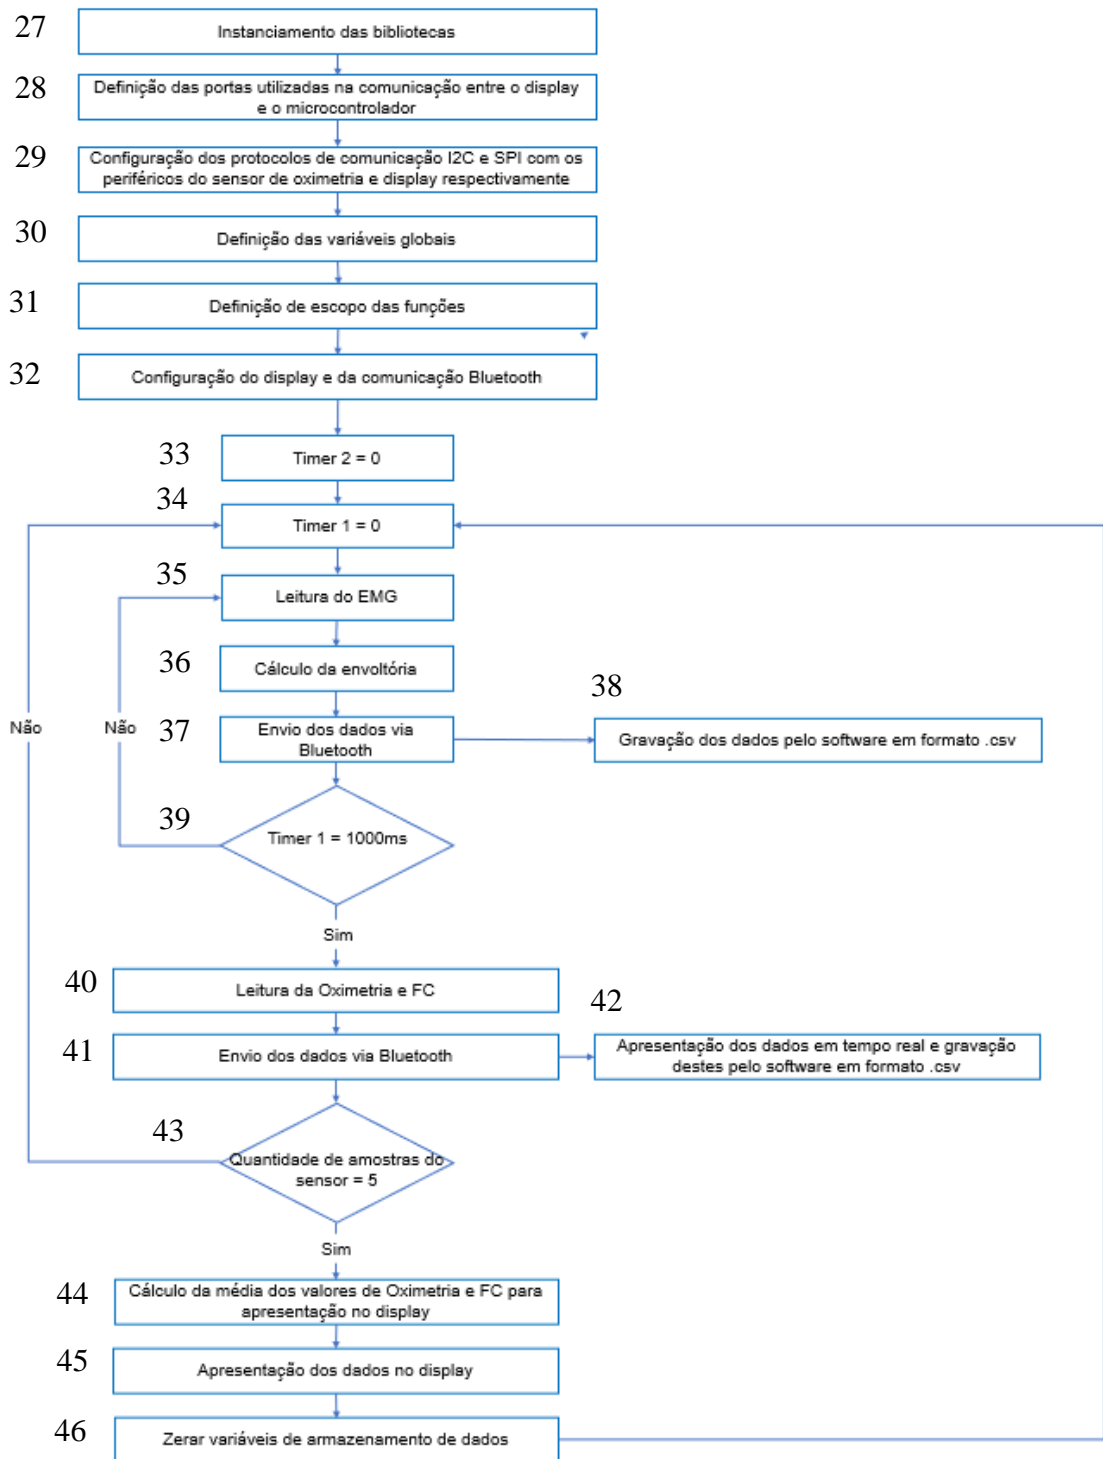 27
Instanciamento das bibliotecas
28
Definição das portas utilizadas na comunicação entre o display
e o microcontrolador
29
Configuração dos protocolos de comunicação I2C e SPI com os
periféricos do sensor de oximetria e display respectivamente
30
Definição das variáveis globais
31
Definição de escopo das funções
32
Configuração do display e da comunicação Bluetooth
33
Timer 2 = 0
34
Timer 1 = 0
35
Leitura do EMG
36
Cálculo da envoltória
37
Envio dos dados via
Bluetooth
38
Gravação dos dados pelo software em formato .csv
Não
Não
39
Timer 1 = 1000ms
Sim
40
Leitura da Oximetria e FC
41
Envio dos dados via Bluetooth
42
Apresentação dos dados em tempo real e gravação
destes pelo software em formato .csv
43
Quantidade de amostras do
sensor = 5
Sim
44
Cálculo da média dos valores de Oximetria e FC para
apresentação no display
45
Apresentação dos dados no display
46
Zerar variáveis de armazenamento de dados